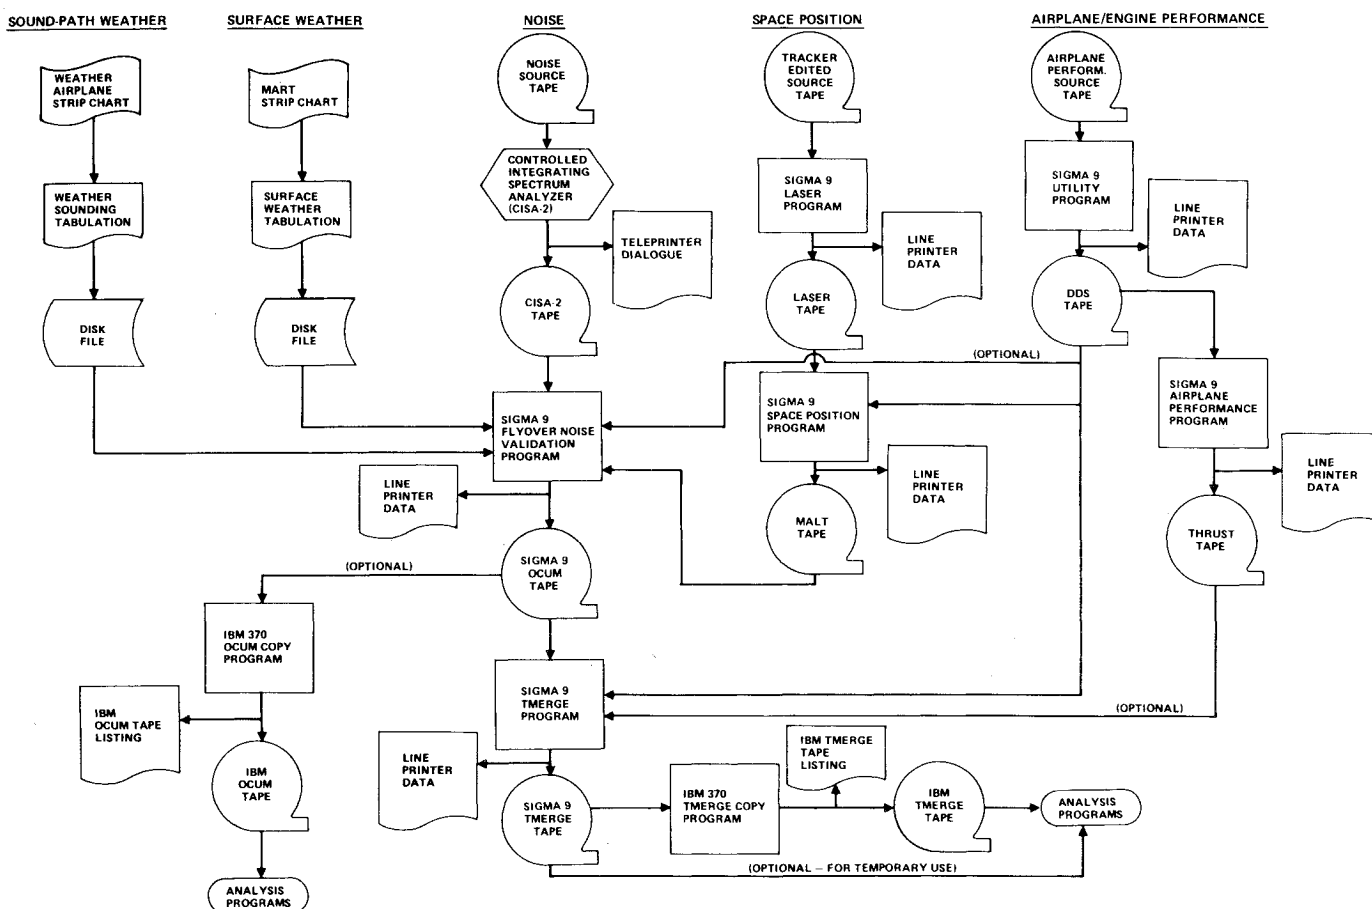 SOUND-PATH WEATHER
SURFACE WEATHER
NOISE
SPACE POSITION
AIRPLANE/ENGINE PERFORMANCE
WEATHER
AIRPLANE
STRIP CHART
MART
STRIP CHART
NOISE
SOURCE
TAPE
TRACKER
EDITED
SOURCE
TAPE
AIRPLANE
PERFORM.
SOURCE
TAPE
CONTROLLED
INTEGRATING
SPECTRUM
ANALYZER
(CISA-2)
SIGMA 9
LASER
PROGRAM
SIGMA 9
UTILITY
PROGRAM
WEATHER
SOUNDING
TABULATION
SURFACE
WEATHER
TABULATION
TELEPRINTER
DIALOGUE
LINE
PRINTER
DATA
LINE
PRINTER
DATA
DISK
FILE
DISK
FILE
CISA-2
TAPE
LASER
TAPE
DDS
TAPE
(OPTIONAL)
SIGMA 9
FLYOVER NOISE
VALIDATION
PROGRAM
SIGMA 9
SPACE POSITION
PROGRAM
SIGMA 9
AIRPLANE
PERFORMANCE
PROGRAM
LINE
PRINTER
DATA
LINE
PRINTER
DATA
LINE
PRINTER
DATA
MALT
TAPE
THRUST
TAPE
(OPTIONAL)
SIGMA 9
OCUM
TAPE
IBM 370
OCUM COPY
PROGRAM
SIGMA 9
TMERGE
PROGRAM
(OPTIONAL)
IBM
OCUM TAPE
LISTING
LINE
PRINTER
DATA
IBM TMERGE
TAPE
LISTING
IBM
OCUM
TAPE
SIGMA 9
TMERGE
TAPE
IBM 370
TMERGE COPY
PROGRAM
IBM
TMERGE
TAPE
ANALYSIS
PROGRAMS
(OPTIONAL – FOR TEMPORARY USE)
ANALYSIS
PROGRAMS